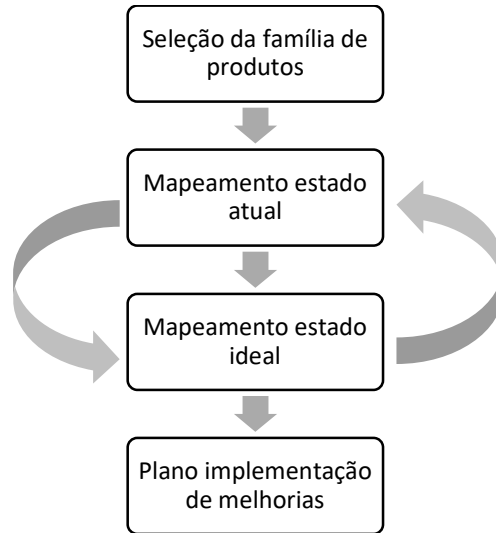 Seleção da família de
produtos
Mapeamento estado
atual
Mapeamento estado
ideal
Plano implementação
de melhorias